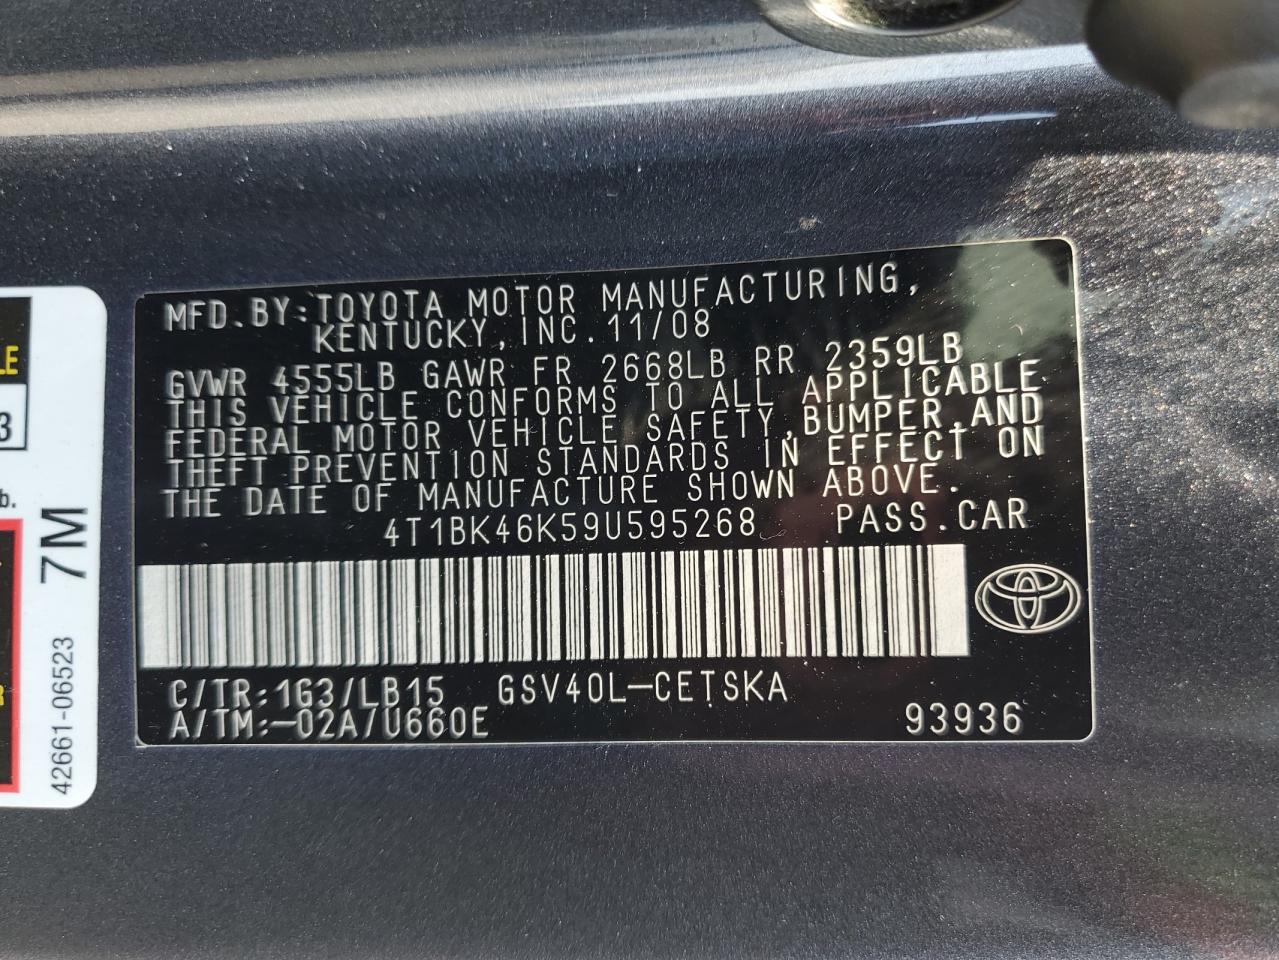 MFD.BY:TOYOTA MOTOR MANUFACTURING,
KENTUCKY,INC.11/08
GVWR 4555LB GAWR FR 2668LB RR 2359LB
THIS VEHICLE CONFORMS TO ALL APPLICABLE
FEDERAL MOTOR VEHICLE SAFETY,BUMPER,AND
THEFT PREVENTION STANDARDS IN EFFECT ON
THE DATE OF MANUFACTURE SHOWN ABOVE.
4T1BK46K59U595268 PASS.CAR
C/TR:1G3/LB15 GSV40L-CETSKA
A/TM:-02A/U660E 93936
LE
3
b.
7M
42661-06523
R